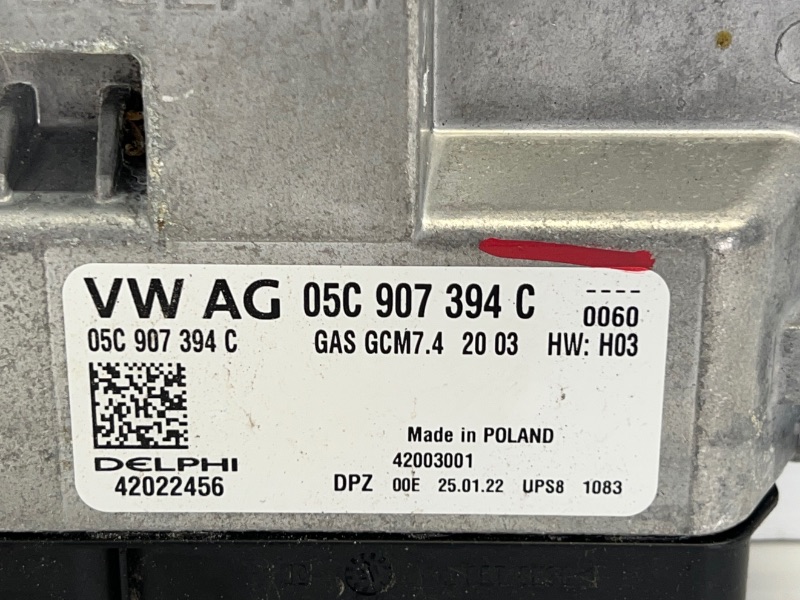 VW AG 05C 907 394 C
----
0060
05C 907 394 C GAS GCM7.4 20 03 HW: H03
Made in POLAND
DELPHI 42003001
42022456 DPZ 00E 25.01.22 UPS8 1083